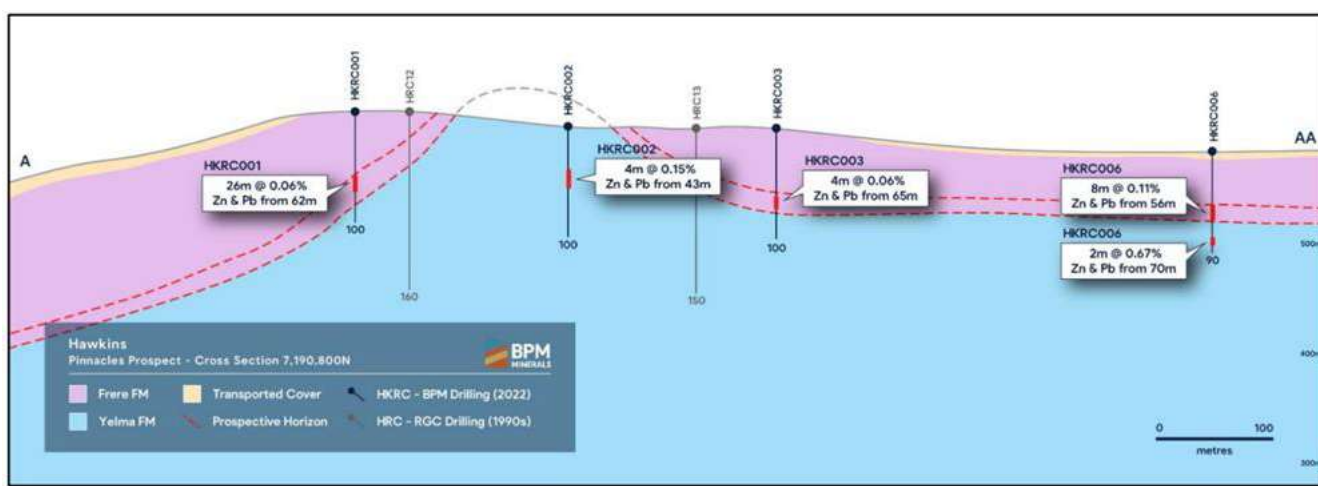 HKRC001
HRC12
HKRC002
HRC13
HKRC003
HKRC006
A
AA
HKRC001
26m @ 0.06%
Zn & Pb from 62m
HKRC002
4m @ 0.15%
Zn & Pb from 43m
HKRC003
4m @ 0.06%
Zn & Pb from 65m
HKRC006
8m @ 0.11%
Zn & Pb from 56m
HKRC006
2m @ 0.67%
Zn & Pb from 70m
100
160
100
150
100
90
500m
400m
300m
Hawkins
Pinnacles Prospect - Cross Section 7,190,800N
BPM
MINERALS
Frere FM
Transported Cover
HKRC - BPM Drilling (2022)
Yelma FM
Prospective Horizon
HRC - RGC Drilling (1990s)
0 100
metres